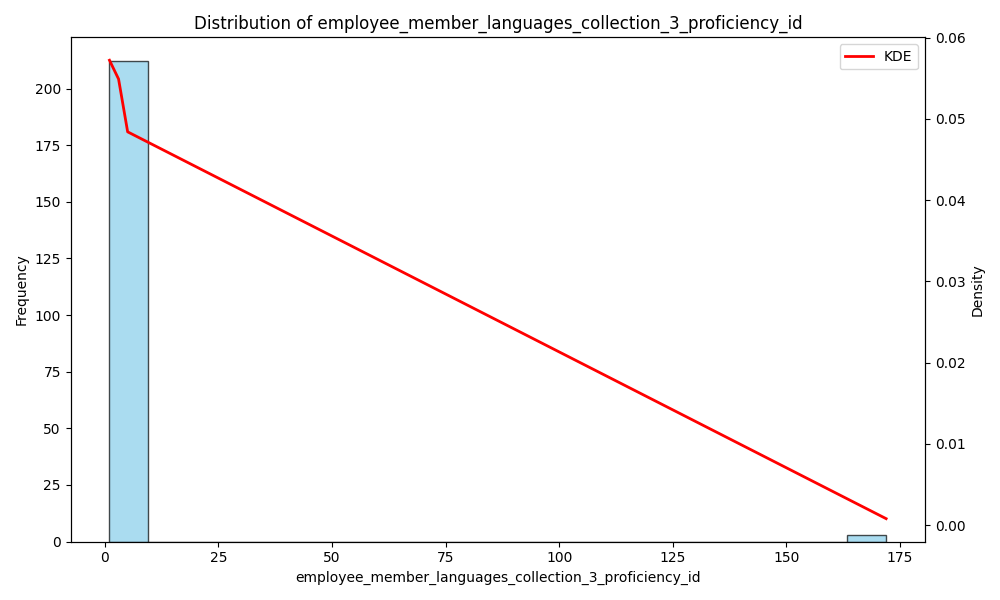 Distribution of employee_member_languages_collection_3_proficiency_id
KDE
Frequency
200
175
150
125
100
75
50
25
0
0.06
0.05
0.04
0.03
0.02
0.01
0.00
Density
0 25 50 75 100 125 150 175
employee_member_languages_collection_3_proficiency_id